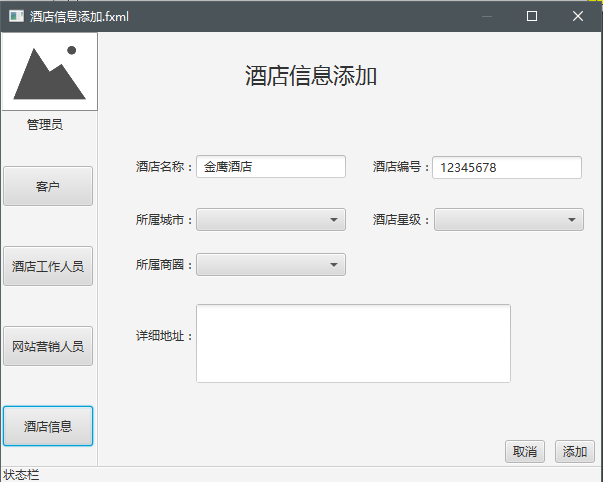 酒店信息添加.fxml
酒店信息添加
管理员
酒店名称： 金鹰酒店 酒店编号： 12345678
客户
所属城市： 酒店星级：
酒店工作人员 所属商圈：
网站营销人员 详细地址：
酒店信息
取消 添加
状态栏